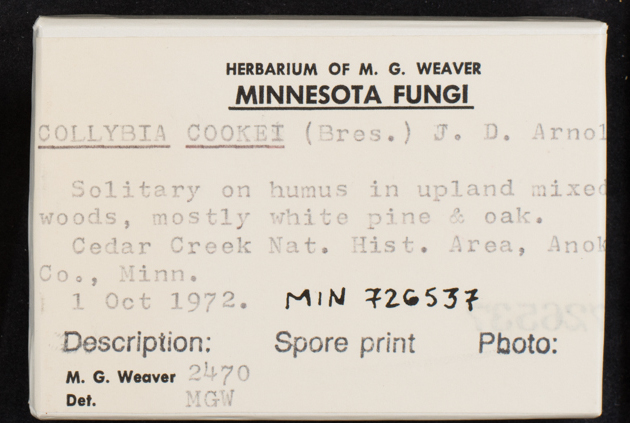 HERBARIUM OF M. G. WEAVER
MINNESOTA FUNGI
COLLYBIA COOKEI (Bres.) J. D. Arnol
Solitary on humus in upland mixed
woods, mostly white pine & oak.
Cedar Creek Nat. Hist. Area, Anok
Co., Minn.
1 Oct 1972. MIN 726537
Description: Spore print Photo:
M. G. Weaver 2470
Det. MGW